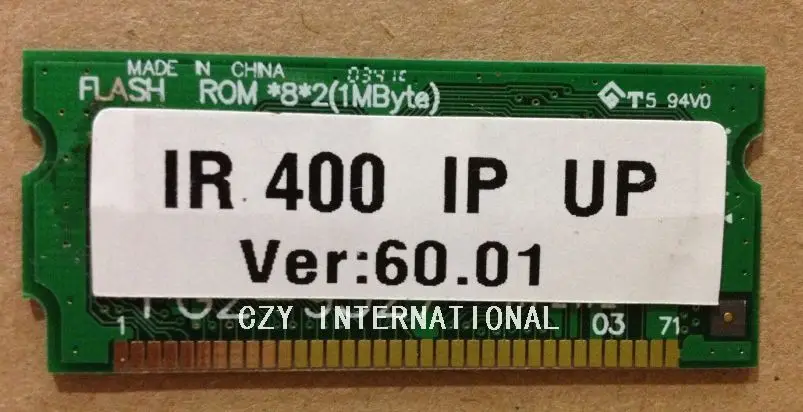 MADE IN CHINA 0341C
FLASH ROM *8*2(1MByte) T5 94V0
IR 400 IP UP
Ver:60.01
CZY INTERNATIONAL
1 03 71